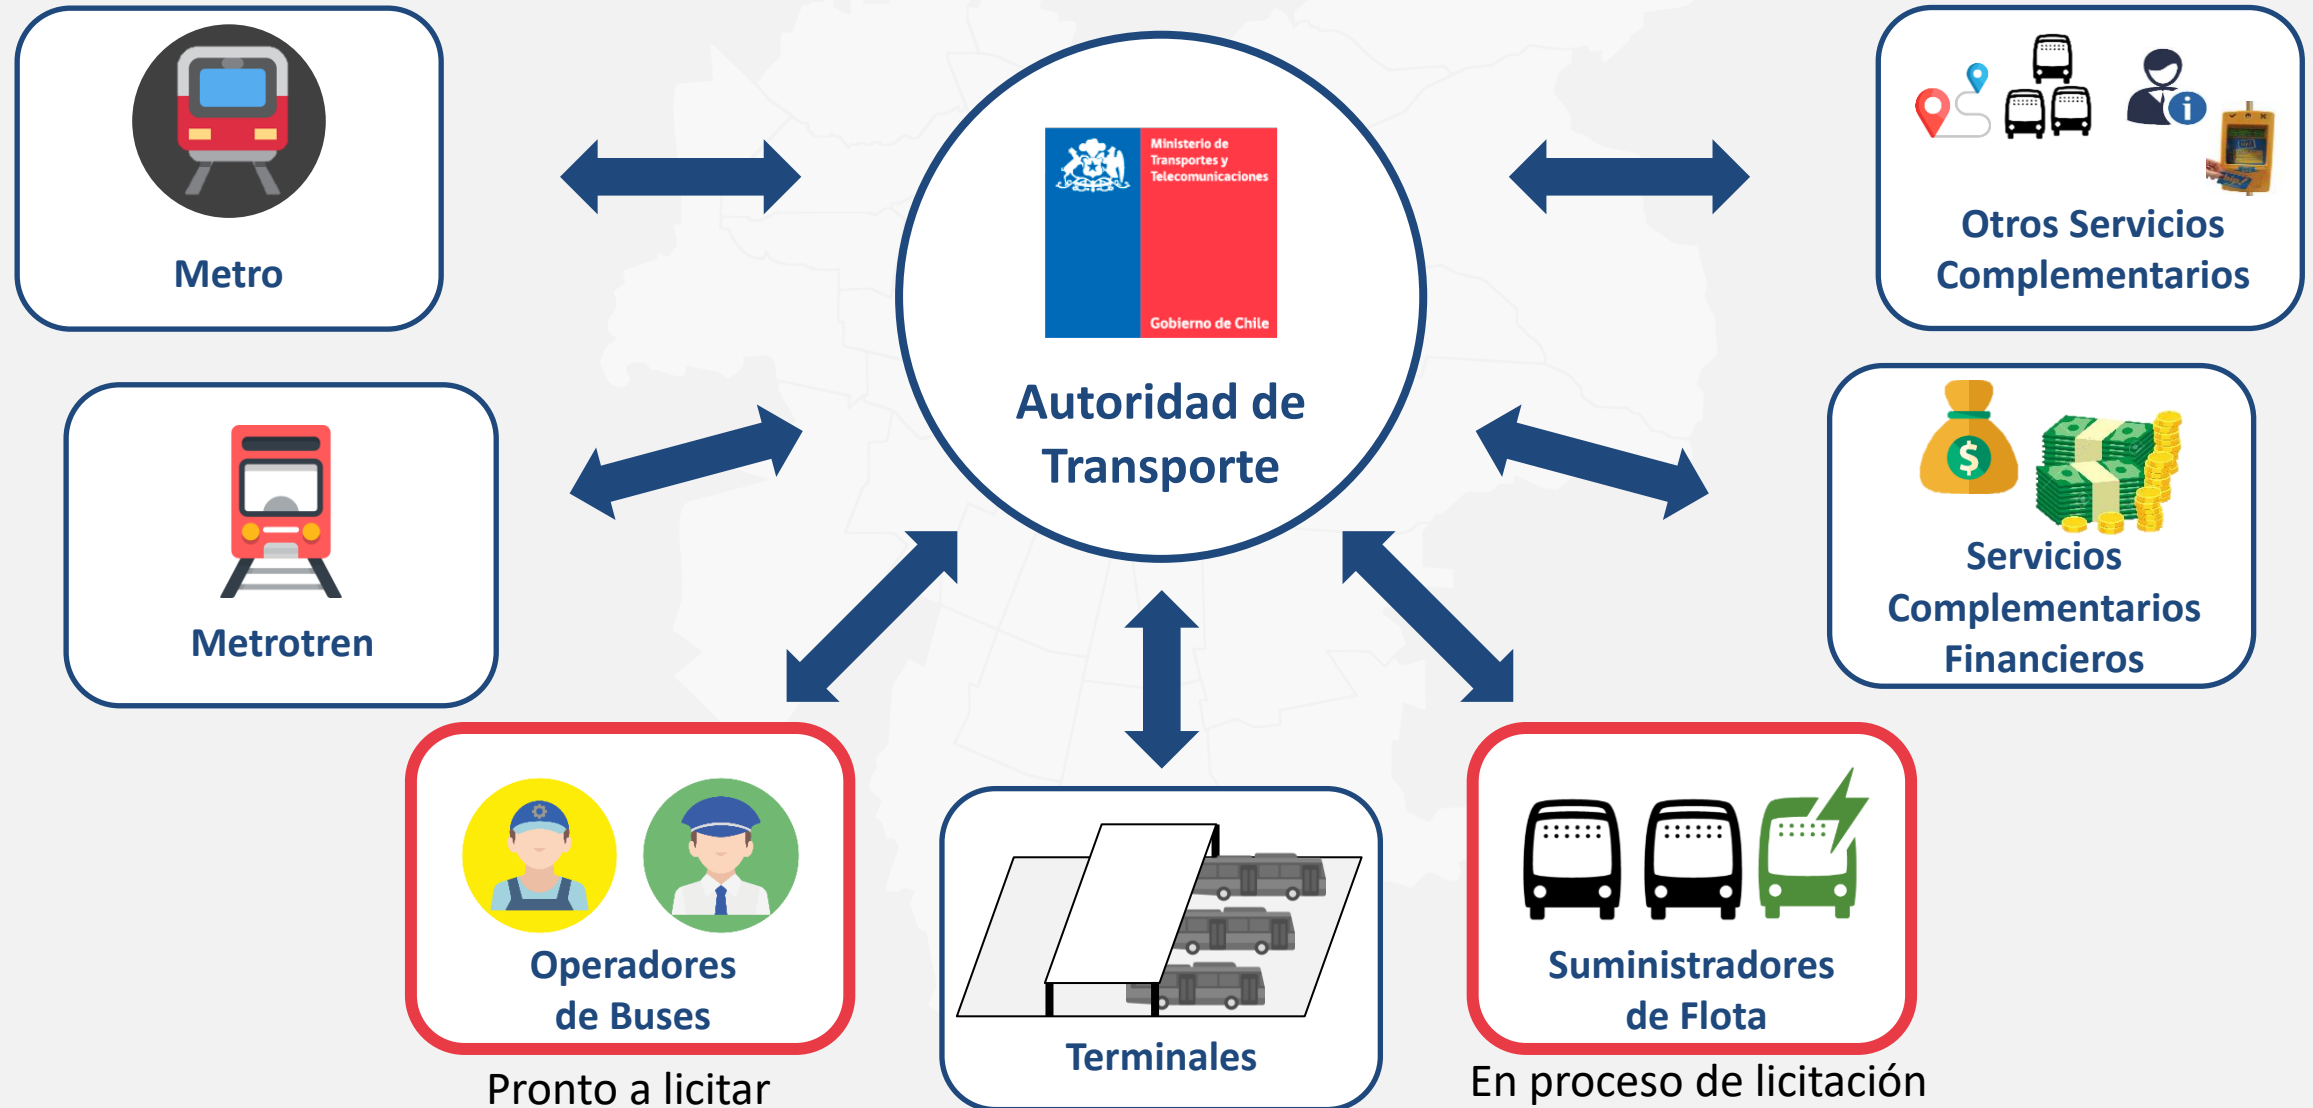 Metro
Ministerio de
Transportes y
Telecomunicaciones
Gobierno de Chile
Autoridad de
Transporte
Otros Servicios
Complementarios
Metrotren
$
Servicios
Complementarios
Financieros
Operadores
de Buses
Pronto a licitar
Terminales
Suministradores
de Flota
En proceso de licitación